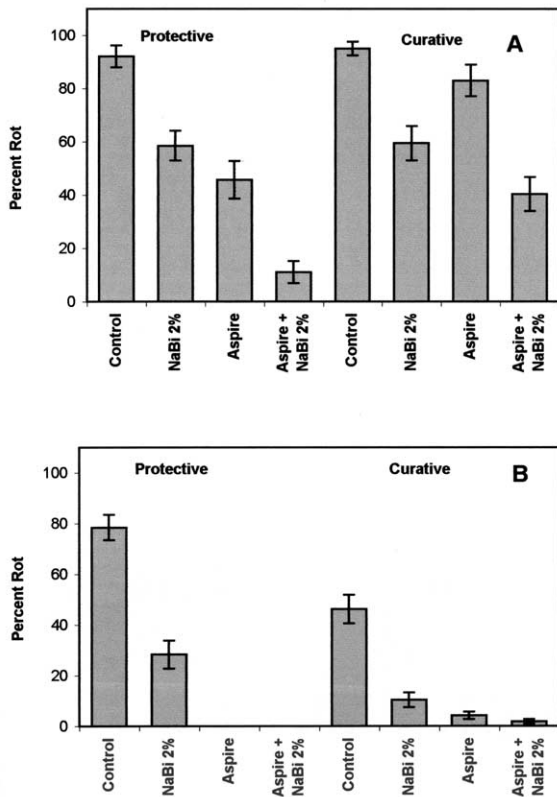 Protective
Curative
A
Percent Rot
100
80
60
40
20
0
Control
NaBi 2%
Aspire
Aspire +
NaBi 2%
Control
NaBi 2%
Aspire
Aspire +
NaBi 2%
Protective
Curative
B
Percent Rot
100
80
60
40
20
0
Control
NaBi 2%
Aspire
Aspire +
NaBi 2%
Control
NaBi 2%
Aspire
Aspire +
NaBi 2%